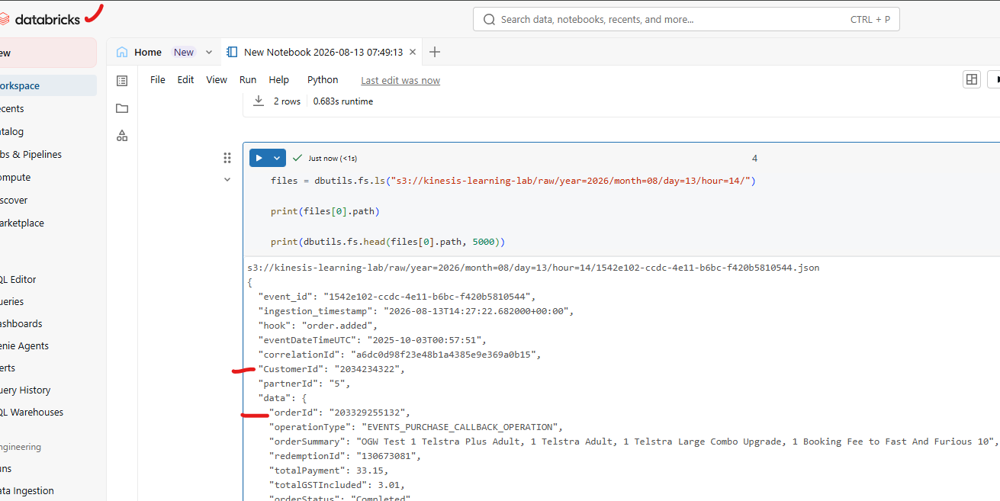 databricks
Search data, notebooks, recents, and more...
CTRL + P
ew
Home New
New Notebook 2026-08-13 07:49:13
orkspace
File Edit View Run Help Python Last edit was now
2 rows 0.683s runtime
ecents
atalog
bs & Pipelines
ompute
scover
arketplace
QL Editor
ueries
ashboards
enie Agents
erts
uery History
QL Warehouses
ngineering
uns
ata Ingestion
Just now (<1s)
4
files = dbutils.fs.ls("s3://kinesis-learning-lab/raw/year=2026/month=08/day=13/hour=14/")
print(files[0].path)
print(dbutils.fs.head(files[0].path, 5000))
s3://kinesis-learning-lab/raw/year=2026/month=08/day=13/hour=14/1542e102-ccdc-4e11-b6bc-f420b5810544.json
{
"event_id": "1542e102-ccdc-4e11-b6bc-f420b5810544",
"ingestion_timestamp": "2026-08-13T14:27:22.682000+00:00",
"hook": "order.added",
"eventDateTimeUTC": "2025-10-03T00:57:51",
"correlationId": "a6dc0d98f23e48b1a4385e9e369a0b15",
"CustomerId": "2034234322",
"partnerId": "5",
"data": {
"orderId": "203329255132",
"operationType": "EVENTS_PURCHASE_CALLBACK_OPERATION",
"orderSummary": "OGW Test 1 Telstra Plus Adult, 1 Telstra Adult, 1 Telstra Large Combo Upgrade, 1 Booking Fee to Fast And Furious 10",
"redemptionId": "130673081",
"totalPayment": 33.15,
"totalGSTIncluded": 3.01,
"orderStatus": "Completed"